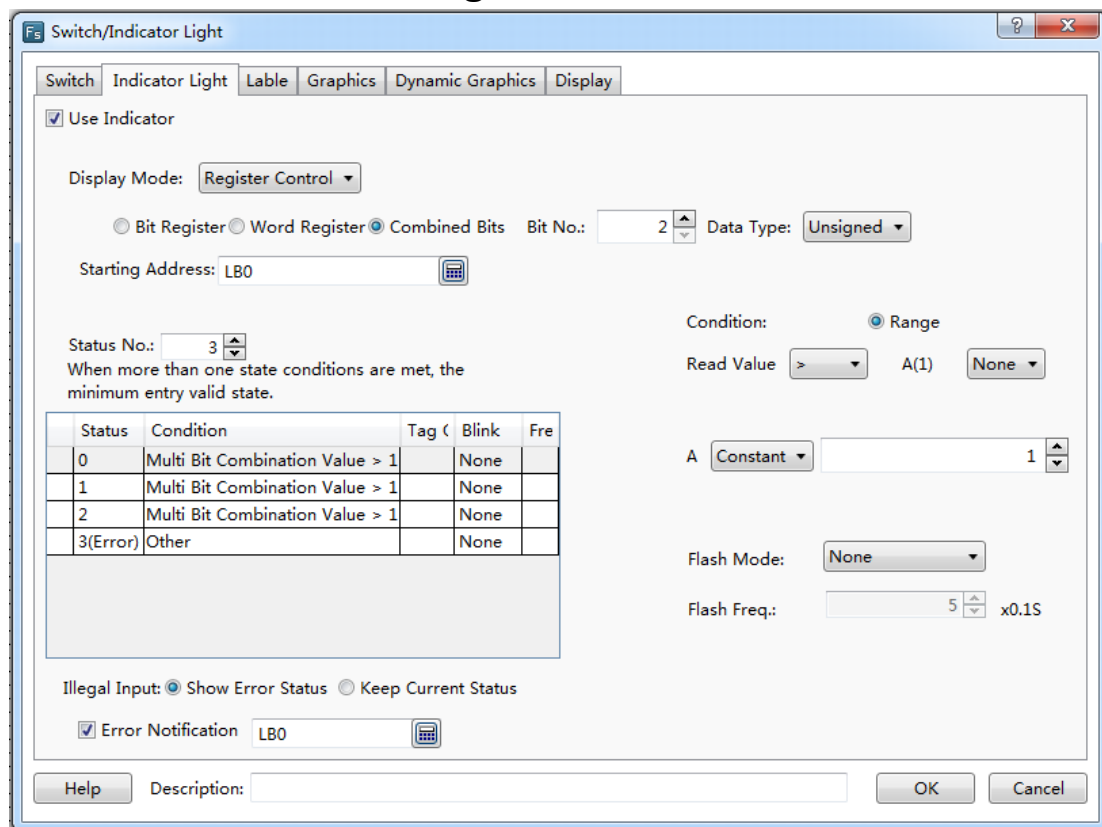 Fs Switch/Indicator Light ?
Switch Indicator Light Lable Graphics Dynamic Graphics Display
Use Indicator
Display Mode: Register Control
Bit Register Word Register Combined Bits Bit No.: 2 Data Type: Unsigned
Starting Address: LB0
Condition: Range
Status No.: 3
Read Value > A(1) None
When more than one state conditions are met, the
minimum entry valid state.
Status Condition Tag ( Blink Fre
0 Multi Bit Combination Value > 1 None
A Constant 1
1 Multi Bit Combination Value > 1 None
2 Multi Bit Combination Value > 1 None
3(Error) Other None
Flash Mode: None
Flash Freq.: 5 x0.1S
Illegal Input: Show Error Status Keep Current Status
Error Notification LB0
Help Description: OK Cancel